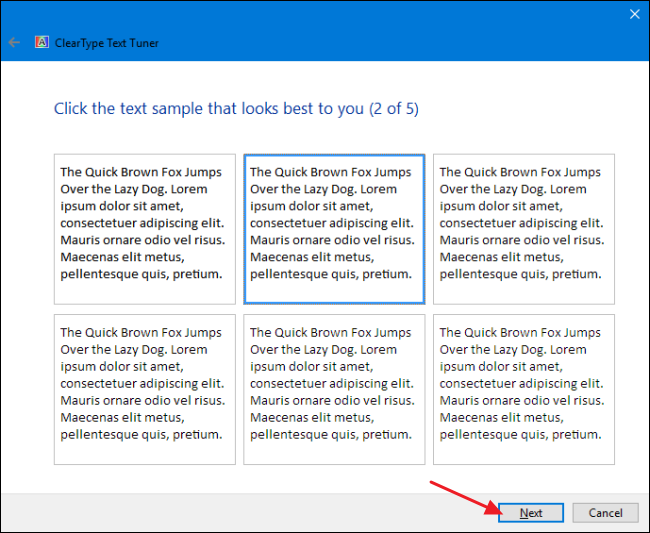 ClearType Text Tuner
Click the text sample that looks best to you (2 of 5)
The Quick Brown Fox Jumps
Over the Lazy Dog. Lorem
ipsum dolor sit amet,
consectetuer adipiscing elit.
Mauris ornare odio vel risus.
Maecenas elit metus,
pellentesque quis, pretium.
The Quick Brown Fox Jumps
Over the Lazy Dog. Lorem
ipsum dolor sit amet,
consectetuer adipiscing elit.
Mauris ornare odio vel risus.
Maecenas elit metus,
pellentesque quis, pretium.
The Quick Brown Fox Jumps
Over the Lazy Dog. Lorem
ipsum dolor sit amet,
consectetuer adipiscing elit.
Mauris ornare odio vel risus.
Maecenas elit metus,
pellentesque quis, pretium.
The Quick Brown Fox Jumps
Over the Lazy Dog. Lorem
ipsum dolor sit amet,
consectetuer adipiscing elit.
Mauris ornare odio vel risus.
Maecenas elit metus,
pellentesque quis, pretium.
The Quick Brown Fox Jumps
Over the Lazy Dog. Lorem
ipsum dolor sit amet,
consectetuer adipiscing elit.
Mauris ornare odio vel risus.
Maecenas elit metus,
pellentesque quis, pretium.
The Quick Brown Fox Jumps
Over the Lazy Dog. Lorem
ipsum dolor sit amet,
consectetuer adipiscing elit.
Mauris ornare odio vel risus.
Maecenas elit metus,
pellentesque quis, pretium.
Next
Cancel